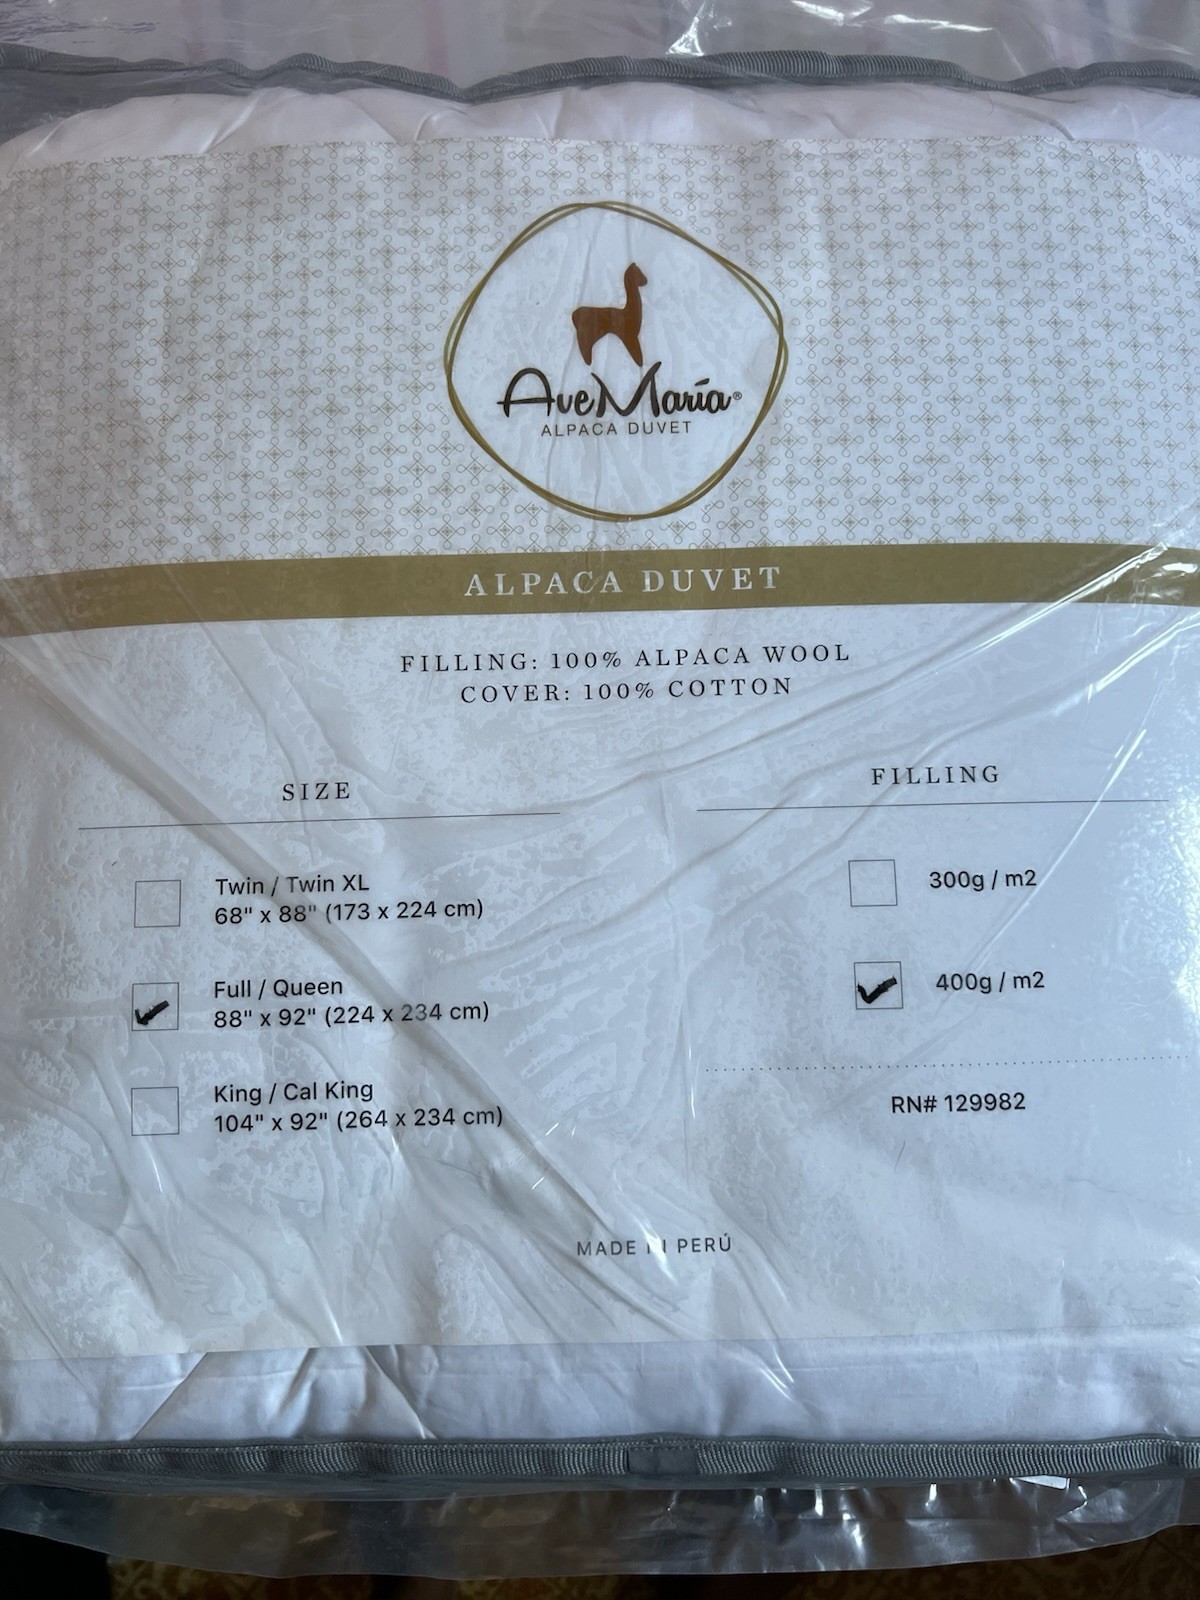 AveMaría®
ALPACA DUVET
ALPACA DUVET
FILLING: 100% ALPACA WOOL
COVER: 100% COTTON
SIZE
Twin / Twin XL
68" x 88" (173 x 224 cm)
Full / Queen
88" x 92" (224 x 234 cm)
King / Cal King
104" x 92" (264 x 234 cm)
FILLING
300g / m2
400g / m2
RN# 129982
MADE IN PERÚ